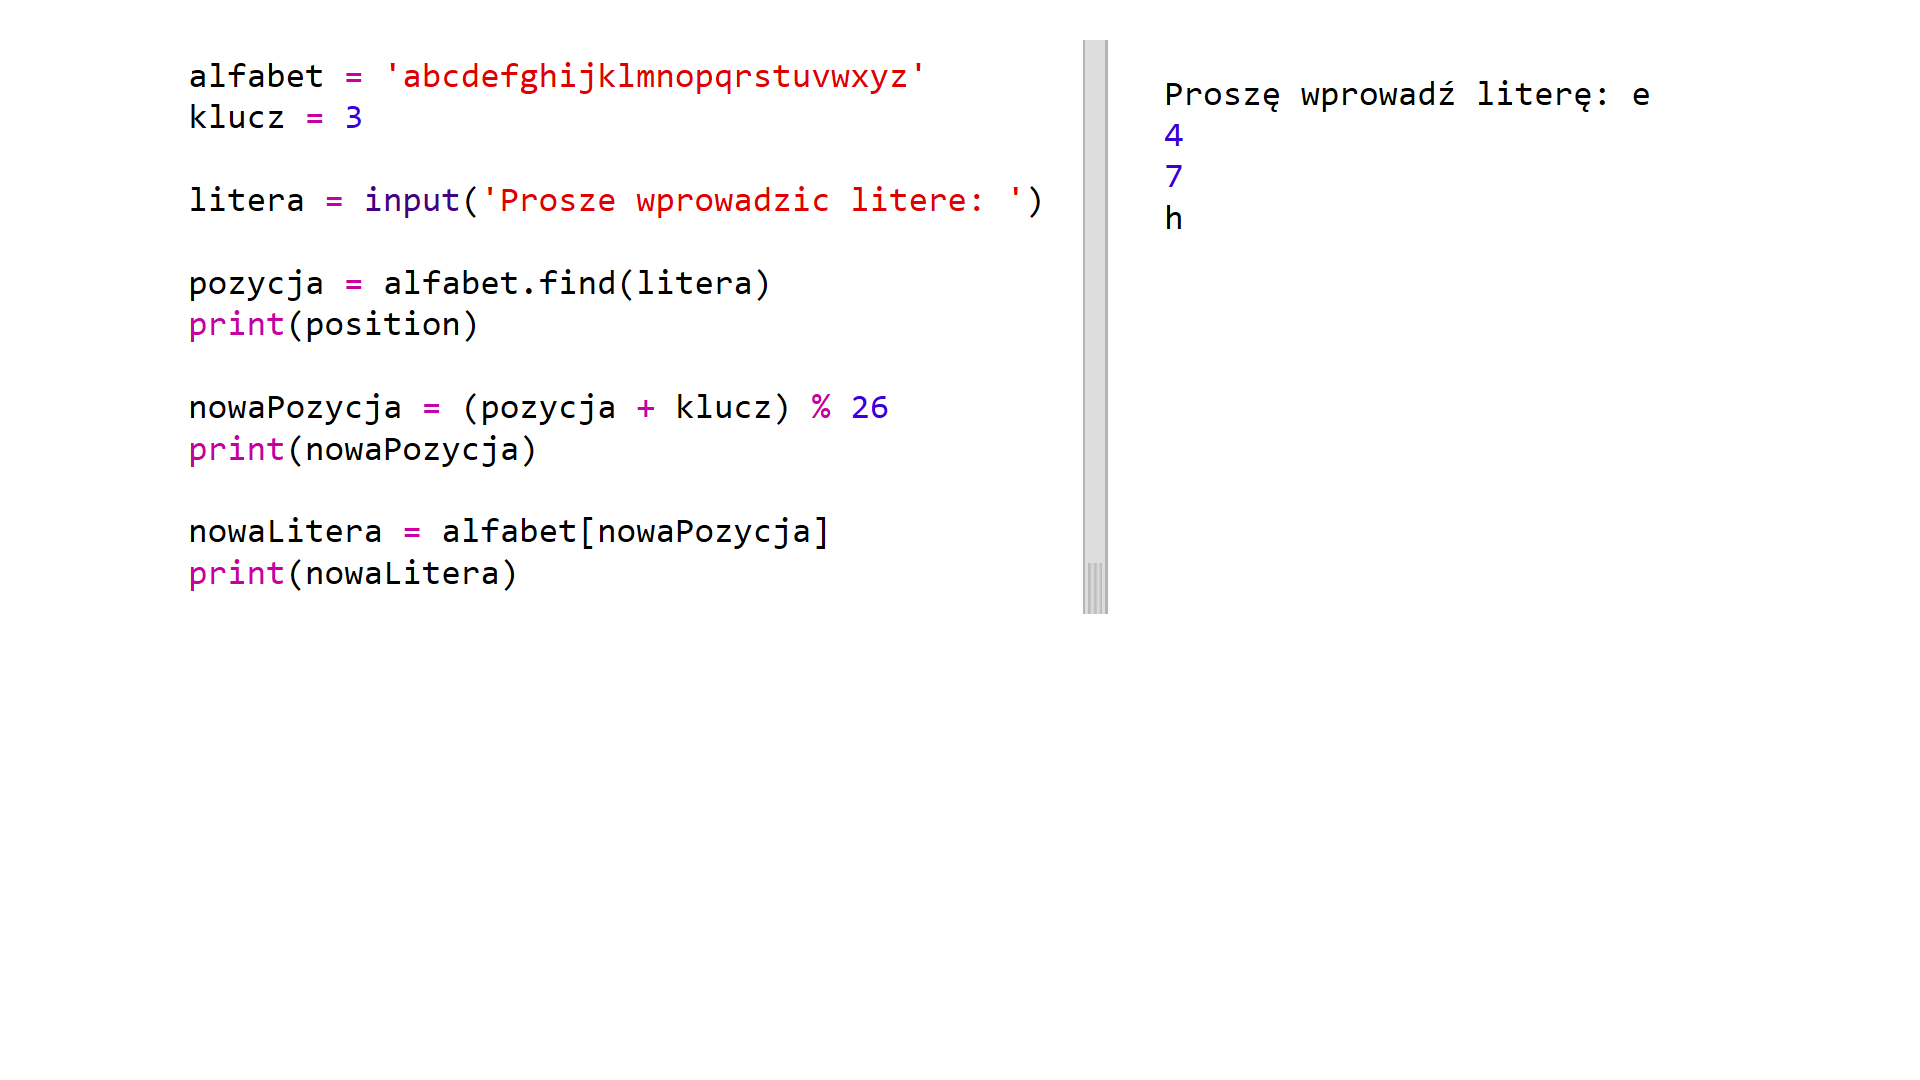 alfabet = 'abcdefghijklmnopqrstuvwxyz'
klucz = 3
litera = input('Prosze wprowadzic litere: ')
pozycja = alfabet.find(litera)
print(position)
nowaPozycja = (pozycja + klucz) % 26
print(nowaPozycja)
nowaLitera = alfabet[nowaPozycja]
print(nowaLitera)
Proszę wprowadź literę: e
4
7
h